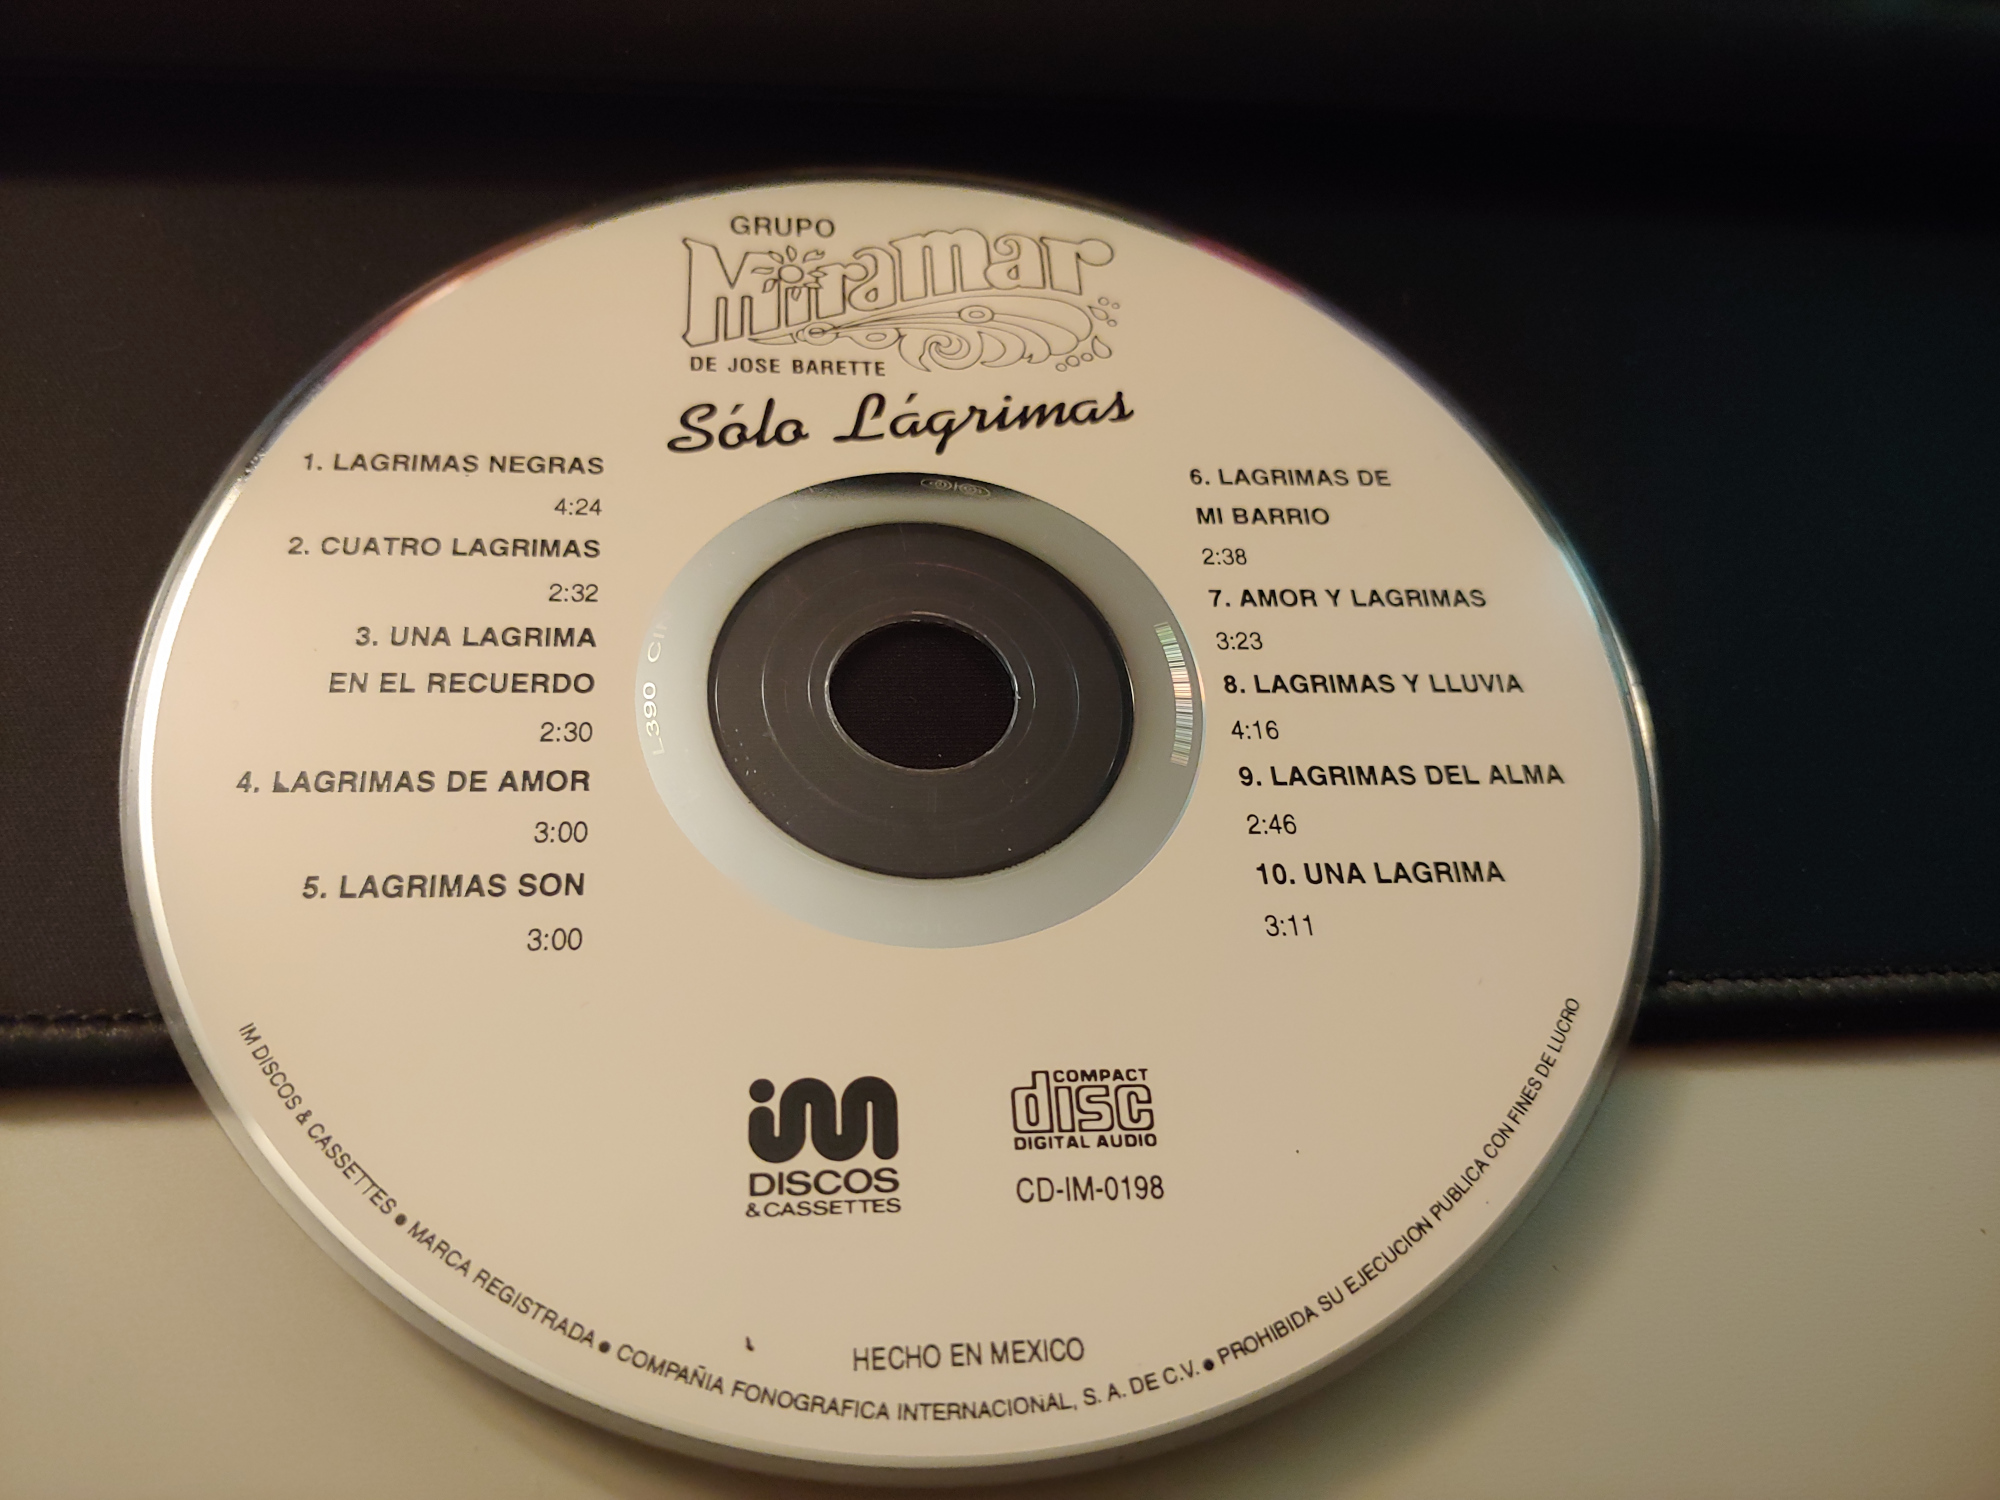 GRUPO
Miramar
DE JOSE BARETTE
Sólo Lágrimas
1. LAGRIMAS NEGRAS
4:24
2. CUATRO LAGRIMAS
2:32
3. UNA LAGRIMA
EN EL RECUERDO
2:30
4. LAGRIMAS DE AMOR
3:00
5. LAGRIMAS SON
3:00
6. LAGRIMAS DE
MI BARRIO
2:38
7. AMOR Y LAGRIMAS
3:23
8. LAGRIMAS Y LLUVIA
4:16
9. LAGRIMAS DEL ALMA
2:46
10. UNA LAGRIMA
3:11
L390
im
DISCOS
& CASSETTES
COMPACT
disc
DIGITAL AUDIO
CD-IM-0198
HECHO EN MEXICO
IM DISCOS & CASSETTES ● MARCA REGISTRADA ● COMPAÑIA FONOGRAFICA INTERNACIONAL, S. A. DE C.V. ● PROHIBIDA SU EJECUCION PUBLICA CON FINES DE LUCRO